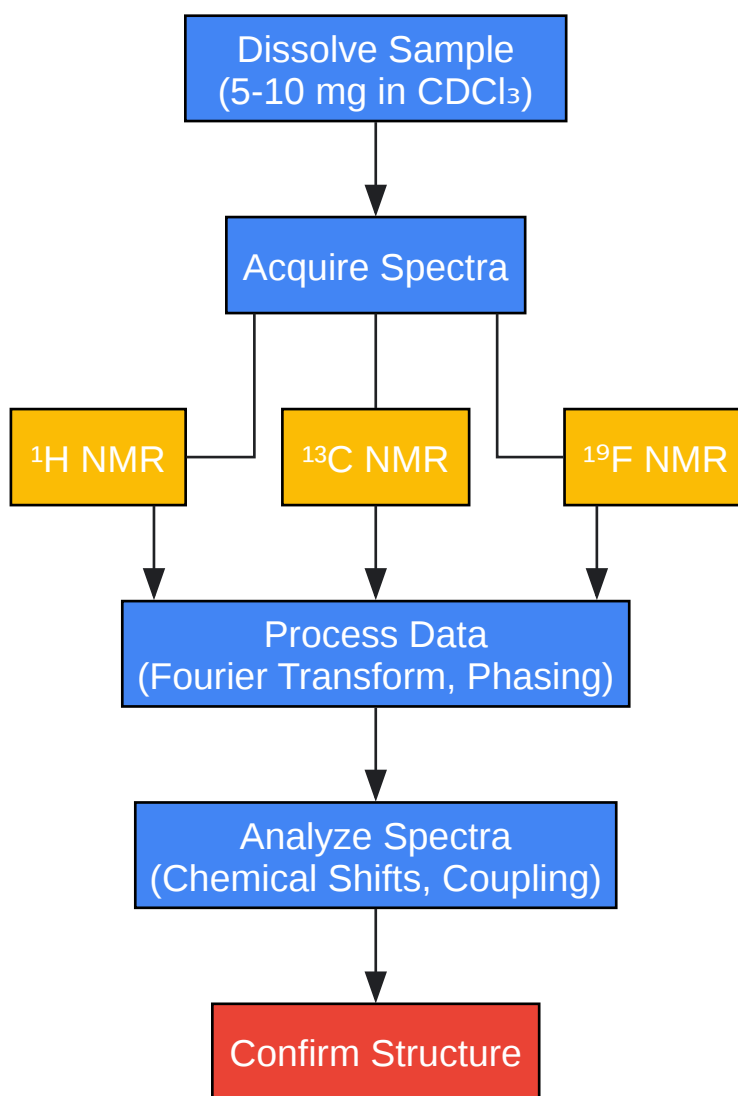 Dissolve Sample
(5-10 mg in CDCl₃)
Acquire Spectra
¹H NMR
¹³C NMR
¹⁹F NMR
Process Data
(Fourier Transform, Phasing)
Analyze Spectra
(Chemical Shifts, Coupling)
Confirm Structure